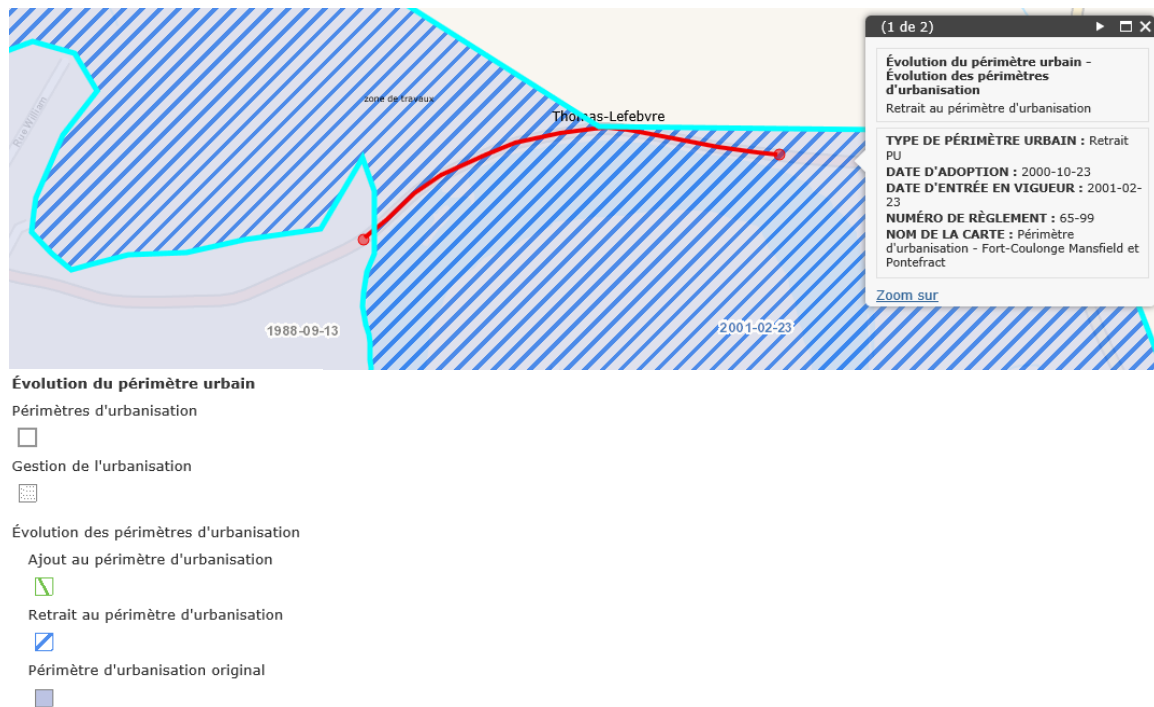 (1 de 2)
Évolution du périmètre urbain -
Évolution des périmètres
d'urbanisation
Retrait au périmètre d'urbanisation
TYPE DE PÉRIMÈTRE URBAIN : Retrait
PU
DATE D'ADOPTION : 2000-10-23
DATE D'ENTRÉE EN VIGUEUR : 2001-02-
23
NUMÉRO DE RÈGLEMENT : 65-99
NOM DE LA CARTE : Périmètre
d'urbanisation - Fort-Coulonge Mansfield et
Pontefract
Zoom sur
Rue William
zone de travaux
Thomas-Lefebvre
1988-09-13
2001-02-23
Évolution du périmètre urbain
Périmètres d'urbanisation
Gestion de l'urbanisation
Évolution des périmètres d'urbanisation
Ajout au périmètre d'urbanisation
Retrait au périmètre d'urbanisation
Périmètre d'urbanisation original